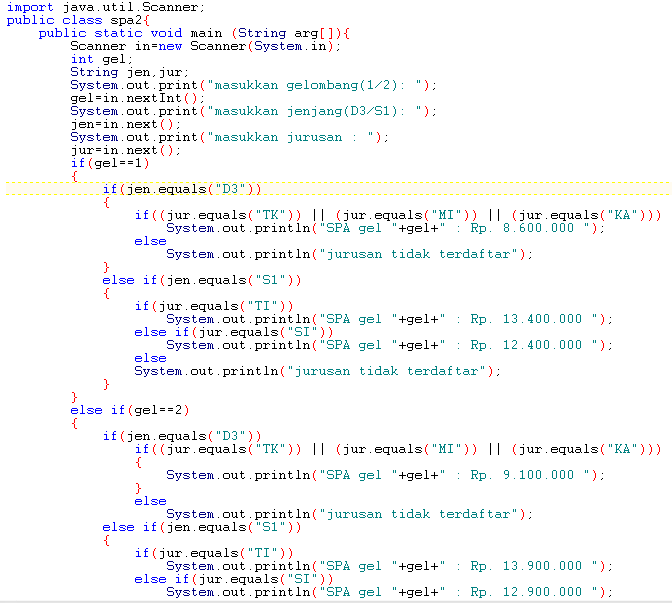 import java.util.Scanner;
public class spa2{
    public static void main (String arg[]){
        Scanner in=new Scanner(System.in);
        int gel;
        String jen,jur;
        System.out.print("masukkan gelombang(1/2): ");
        gel=in.nextInt();
        System.out.print("masukkan jenjang(D3/S1): ");
        jen=in.next();
        System.out.print("masukkan jurusan : ");
        jur=in.next();
        if(gel==1)
        {
            if(jen.equals("D3"))
            {
                if((jur.equals("TK")) || (jur.equals("MI")) || (jur.equals("KA")))
                    System.out.println("SPA gel "+gel+" : Rp. 8.600.000 ");
                else
                    System.out.println("jurusan tidak terdaftar");
            }
            else if(jen.equals("S1"))
            {
                if(jur.equals("TI"))
                    System.out.println("SPA gel "+gel+" : Rp. 13.400.000 ");
                else if(jur.equals("SI"))
                    System.out.println("SPA gel "+gel+" : Rp. 12.400.000 ");
                else
                System.out.println("jurusan tidak terdaftar");
            }
        }
        else if(gel==2)
        {
            if(jen.equals("D3"))
                if((jur.equals("TK")) || (jur.equals("MI")) || (jur.equals("KA")))
                {
                    System.out.println("SPA gel "+gel+" : Rp. 9.100.000 ");
                }
                else
                    System.out.println("jurusan tidak terdaftar");
            else if(jen.equals("S1"))
            {
                if(jur.equals("TI"))
                    System.out.println("SPA gel "+gel+" : Rp. 13.900.000 ");
                else if(jur.equals("SI"))
                    System.out.println("SPA gel "+gel+" : Rp. 12.900.000 ");